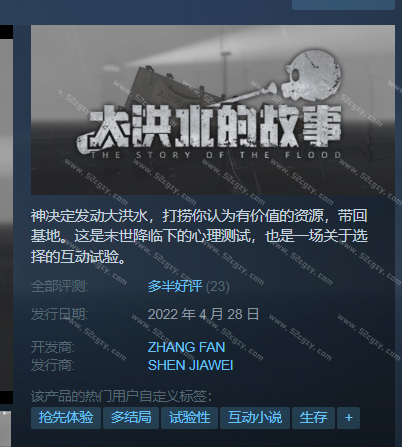 大洪水的故事
THE STORY OF THE FLOOD
神决定发动大洪水，打捞你认为有价值的资源，带回
基地。这是末世降临下的心理测试，也是一场关于选
择的互动试验。
全部评测: 多半好评 (23)
发行日期: 2022 年 4 月 28 日
开发商: ZHANG FAN
发行商: SHEN JIAWEI
该产品的热门用户自定义标签：
抢先体验 多结局 试验性 互动小说 生存 +
www.52cgzy.com